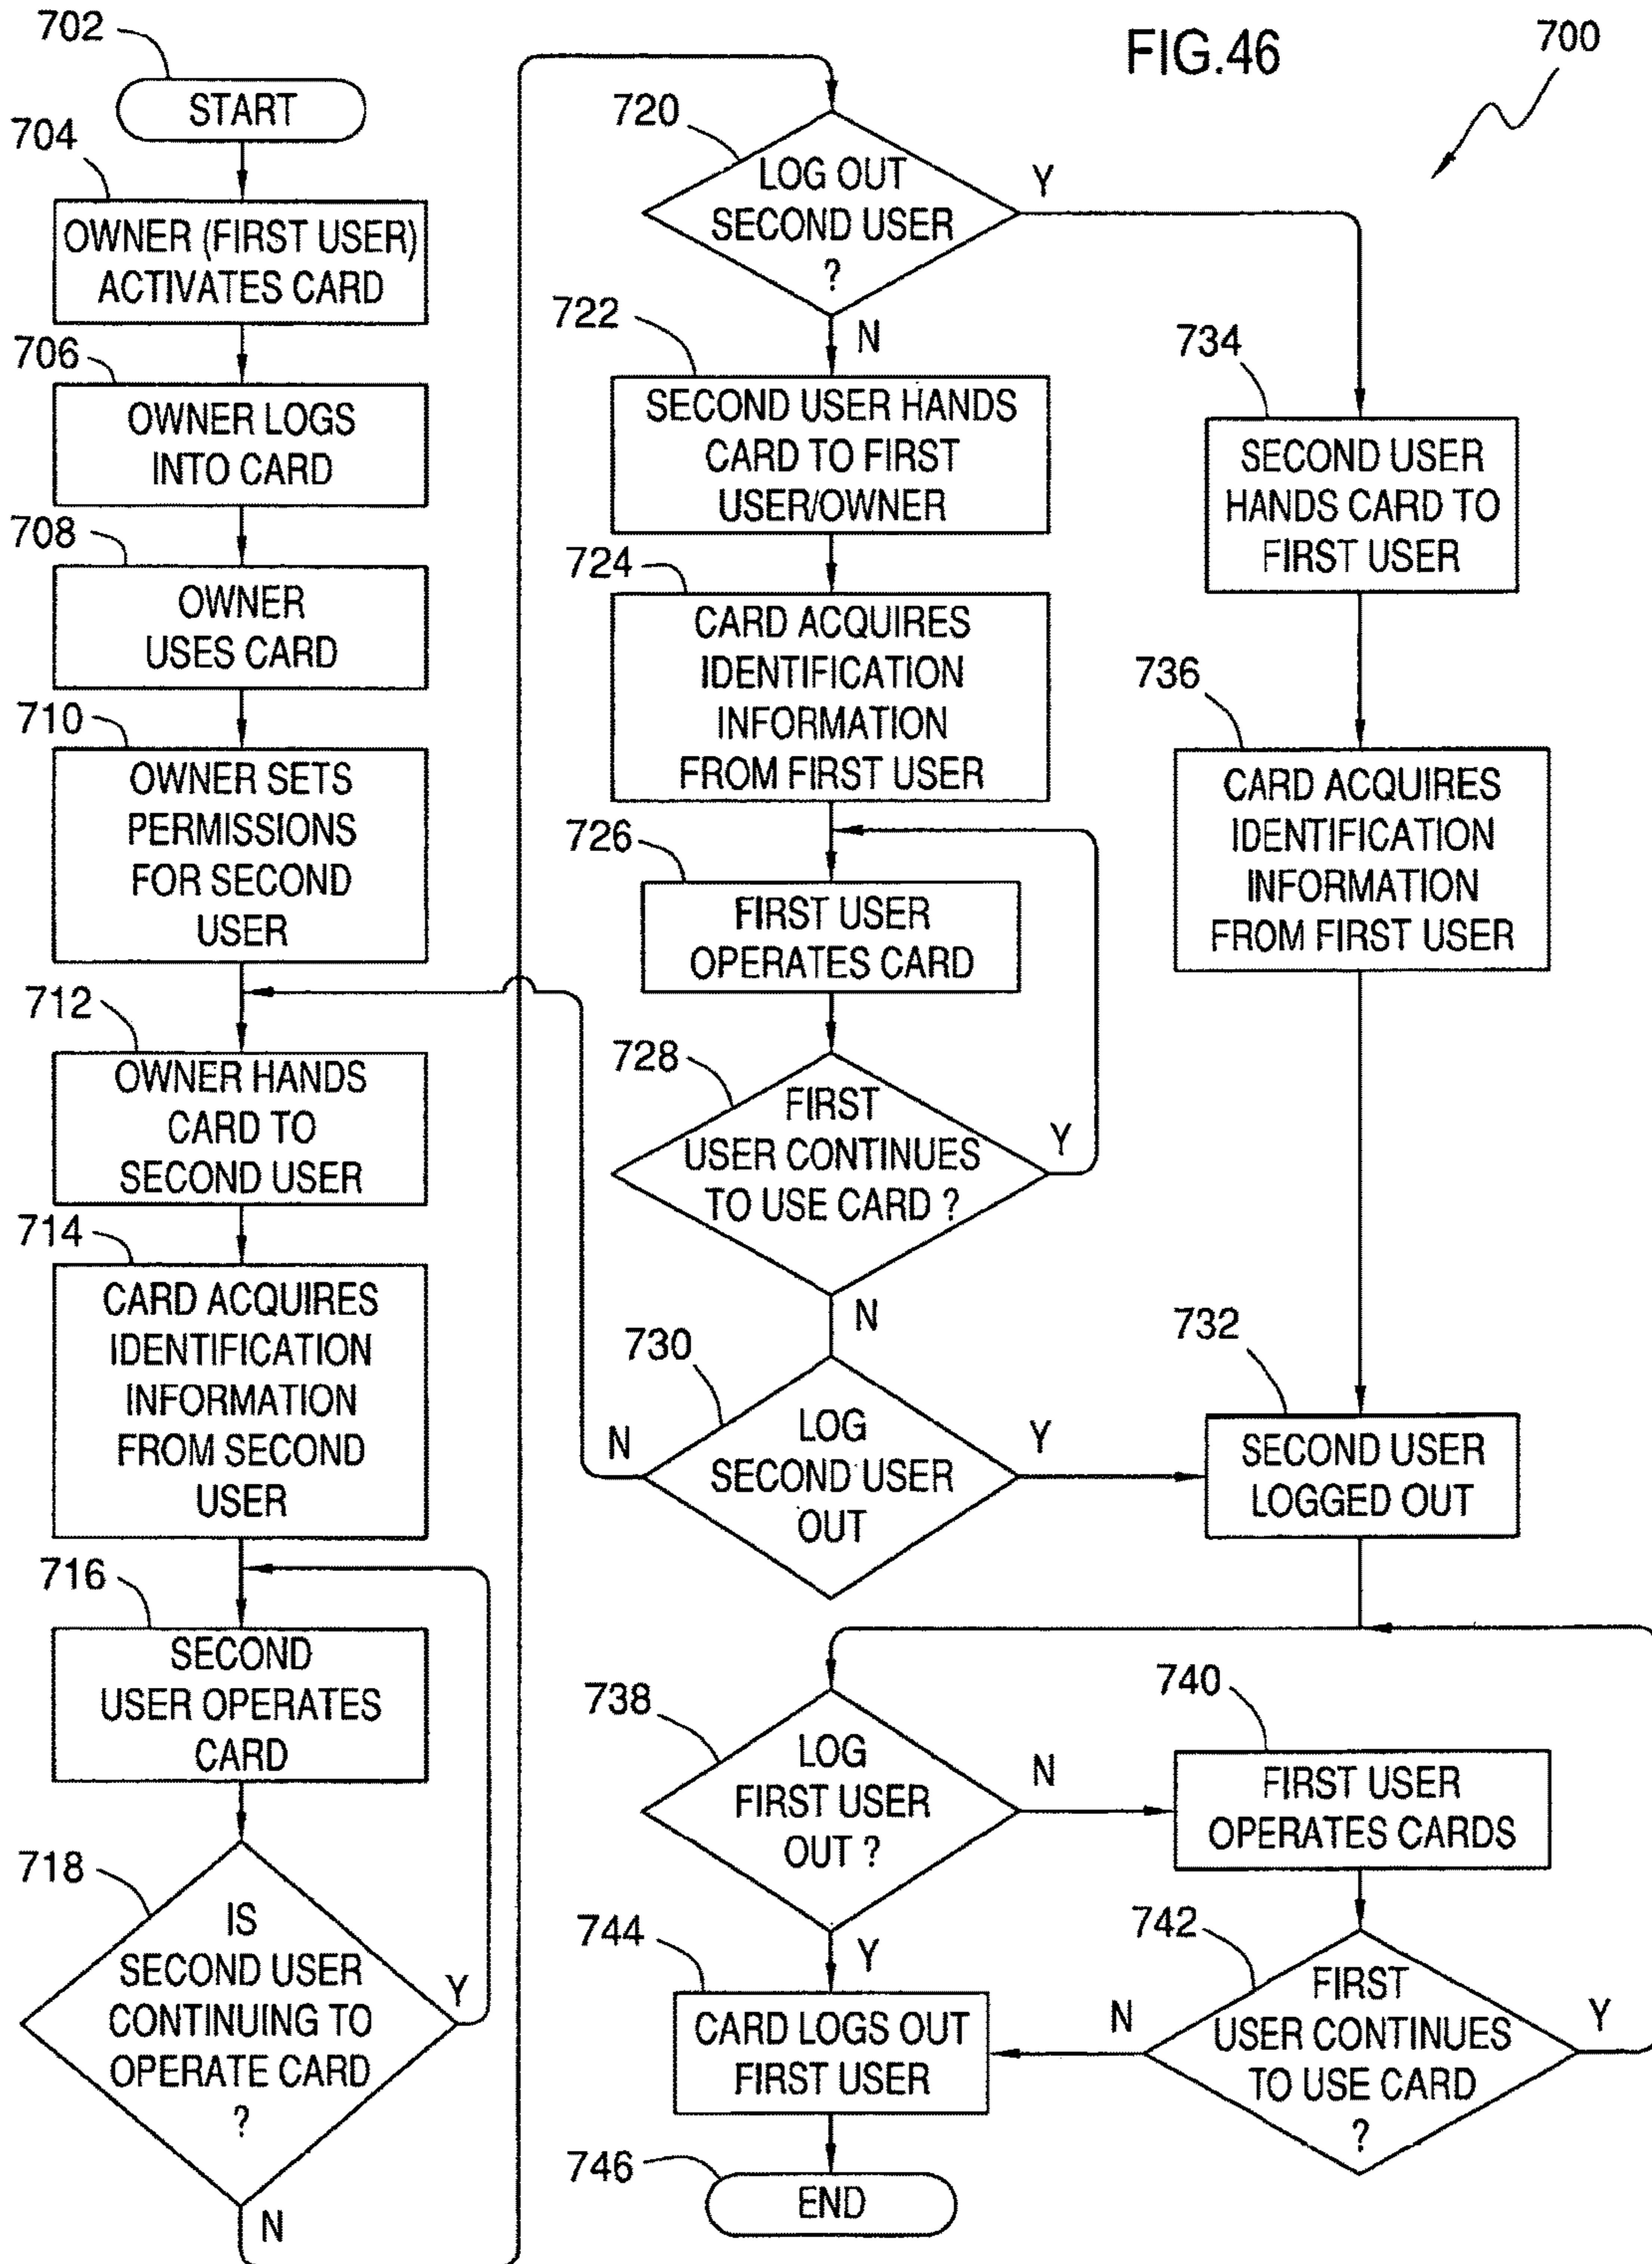 FIG.46
700
702
START
704
OWNER (FIRST USER)
ACTIVATES CARD
706
OWNER LOGS
INTO CARD
708
OWNER
USES CARD
710
OWNER SETS
PERMISSIONS
FOR SECOND
USER
712
OWNER HANDS
CARD TO
SECOND USER
714
CARD ACQUIRES
IDENTIFICATION
INFORMATION
FROM SECOND
USER
716
SECOND
USER OPERATES
CARD
718
IS
SECOND USER
CONTINUING TO
OPERATE CARD
?
Y
N
720
LOG OUT
SECOND USER
?
Y
N
722
SECOND USER HANDS
CARD TO FIRST
USER/OWNER
724
CARD ACQUIRES
IDENTIFICATION
INFORMATION
FROM FIRST USER
726
FIRST USER
OPERATES CARD
728
FIRST
USER CONTINUES
TO USE CARD ?
Y
N
730
LOG
SECOND USER
OUT
N
Y
734
SECOND USER
HANDS CARD TO
FIRST USER
736
CARD ACQUIRES
IDENTIFICATION
INFORMATION
FROM FIRST USER
732
SECOND USER
LOGGED OUT
738
LOG
FIRST USER
OUT ?
N
Y
740
FIRST USER
OPERATES CARDS
742
FIRST
USER CONTINUES
TO USE CARD
?
N
Y
744
CARD LOGS OUT
FIRST USER
746
END